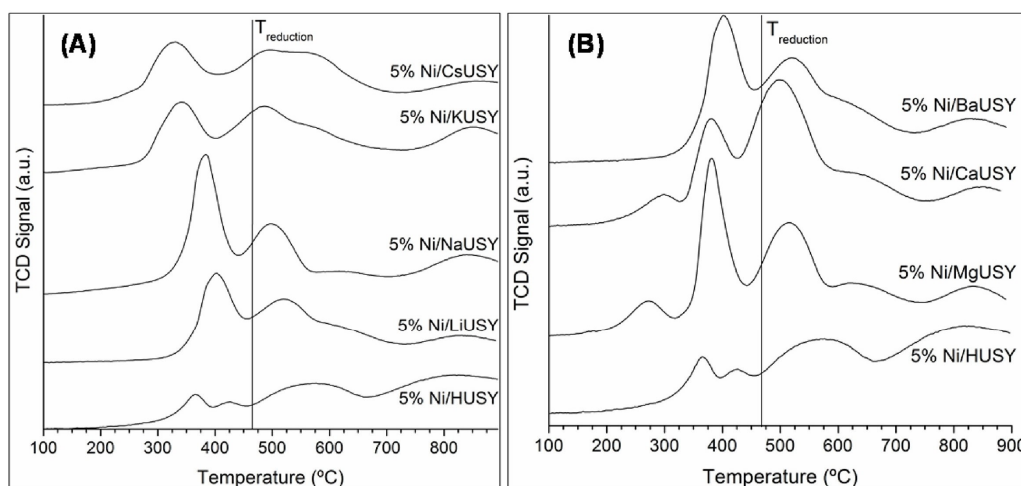 (A)
T reduction
5% Ni/CsUSY
5% Ni/KUSY
5% Ni/NaUSY
5% Ni/LiUSY
5% Ni/HUSY
TCD Signal (a.u.)
100 200 300 400 500 600 700 800
Temperature (ºC)
(B)
T reduction
5% Ni/BaUSY
5% Ni/CaUSY
5% Ni/MgUSY
5% Ni/HUSY
TCD Signal (a.u.)
100 200 300 400 500 600 700 800 900
Temperature (ºC)